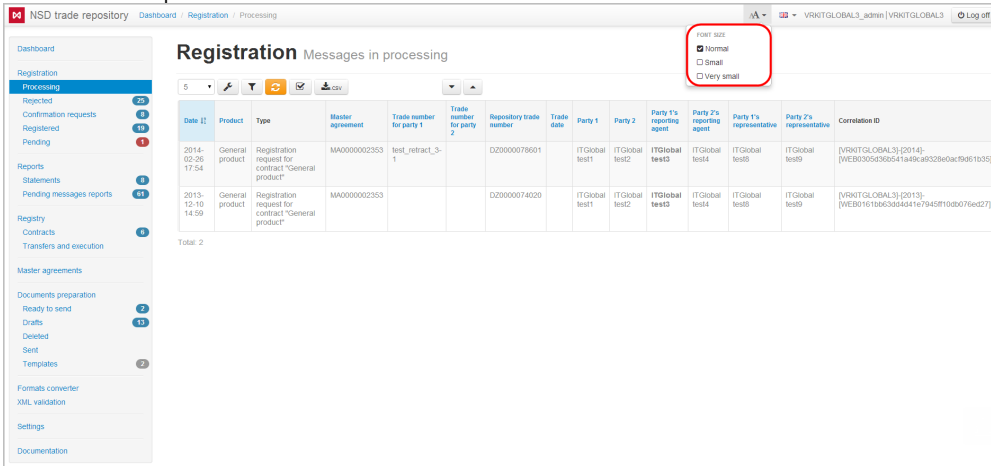 NSD trade repository Dashboard / Registration / Processing
VRKITGLOBAL3_admin | VRKITGLOBAL3 Log off
FONT SIZE
Normal
Small
Very small
Dashboard
Registration
Processing
Rejected 25
Confirmation requests 8
Registered 19
Pending 1
Reports
Statements 8
Pending messages reports 61
Registry
Contracts 6
Transfers and execution
Master agreements
Documents preparation
Ready to send 2
Drafts 13
Deleted
Sent
Templates 2
Formats converter
XML validation
Settings
Documentation
Registration Messages in processing
5 .csv
Date
Product
Type
Master
agreement
Trade number
for party 1
Trade
number
for party
2
Repository trade
number
Trade
date
Party 1
Party 2
Party 1's
reporting
agent
Party 2's
reporting
agent
Party 1's
representative
Party 2's
representative
Correlation ID
2014-
02-26
17:54
General
product
Registration
request for
contract "General
product"
MA0000002353
test_retract_3-
1
DZ0000078601
ITGlobal
test1
ITGlobal
test2
ITGlobal
test3
ITGlobal
test4
ITGlobal
test8
ITGlobal
test9
[VRKITGLOBAL3]-[2014]-
[WEB0305d36b541a49ca9328e0acf9d61b35]
2013-
12-10
14:59
General
product
Registration
request for
contract "General
product"
MA0000002353
DZ0000074020
ITGlobal
test1
ITGlobal
test2
ITGlobal
test3
ITGlobal
test4
ITGlobal
test8
ITGlobal
test9
[VRKITGLOBAL3]-[2013]-
[WEB0161bb63dd4d41e7945ff10db076ed27]
Total: 2